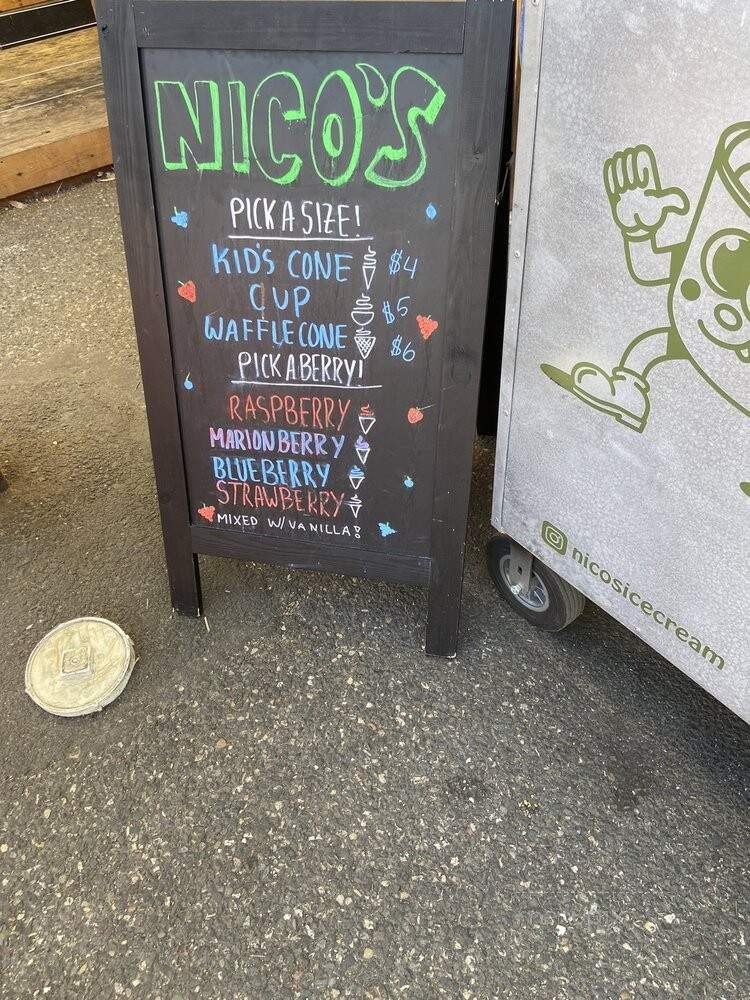 NICO'S
PICK A SIZE!
KID'S CONE $4
CUP $5
WAFFLE CONE $6
PICK A BERRY!
RASPBERRY
MARIONBERRY
BLUEBERRY
STRAWBERRY
MIXED W/ VANILLA!
nicosicecream